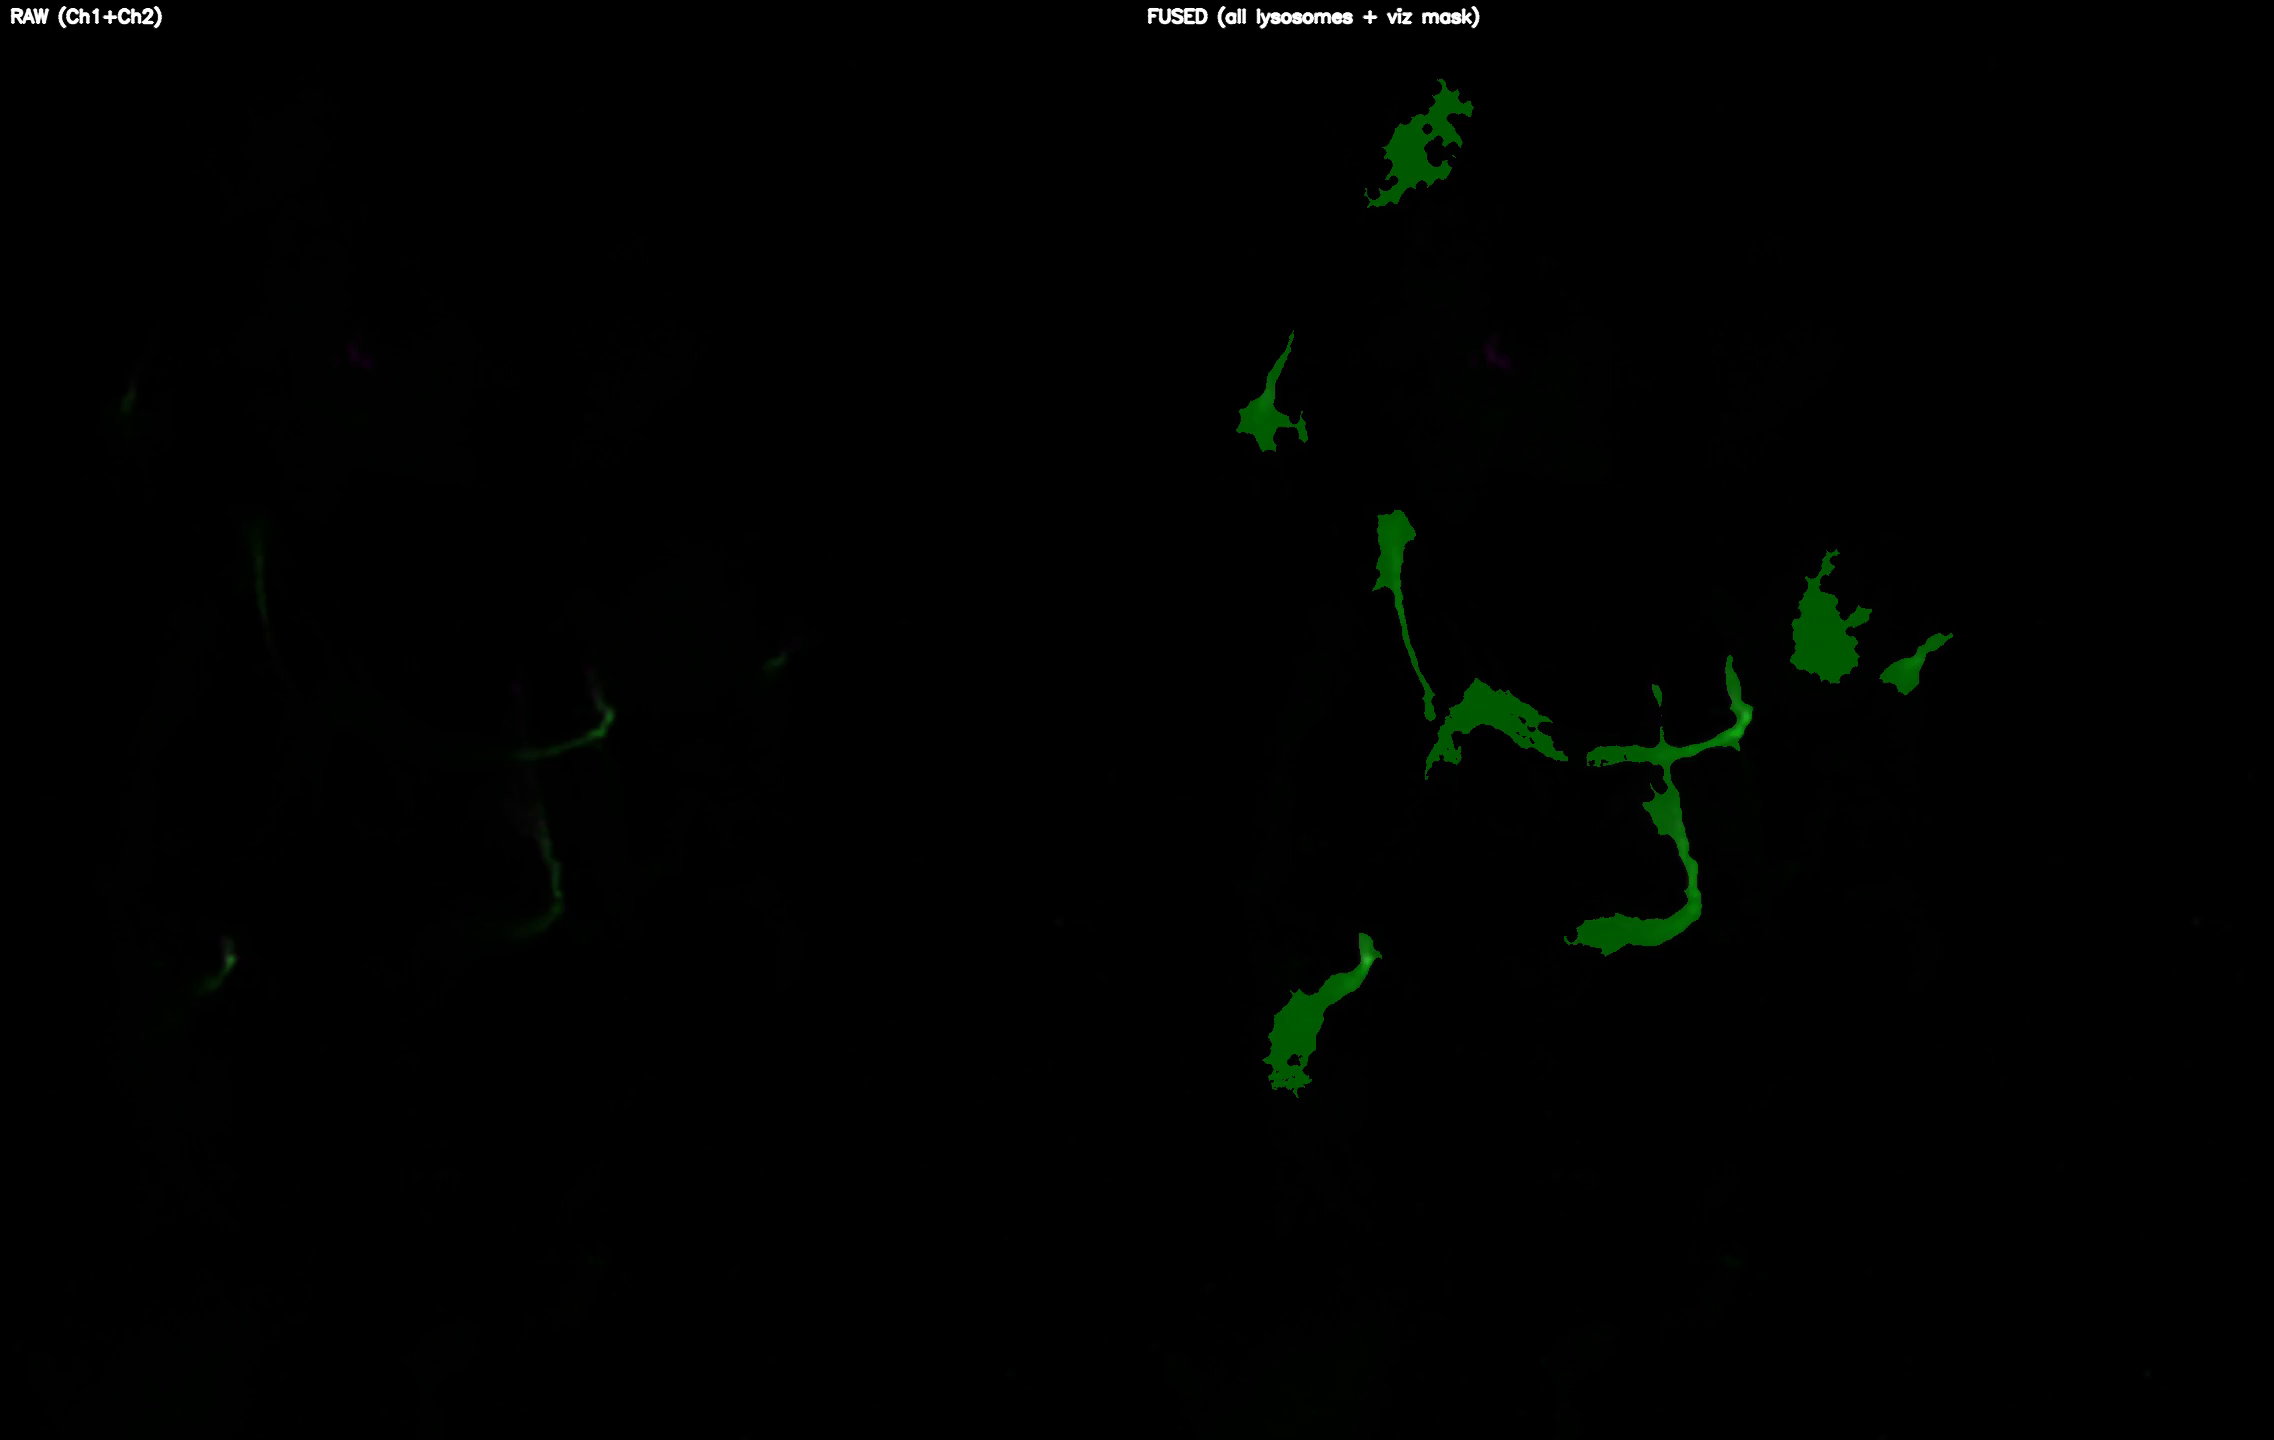 RAW (Ch1+Ch2)
FUSED (all lysosomes + viz mask)